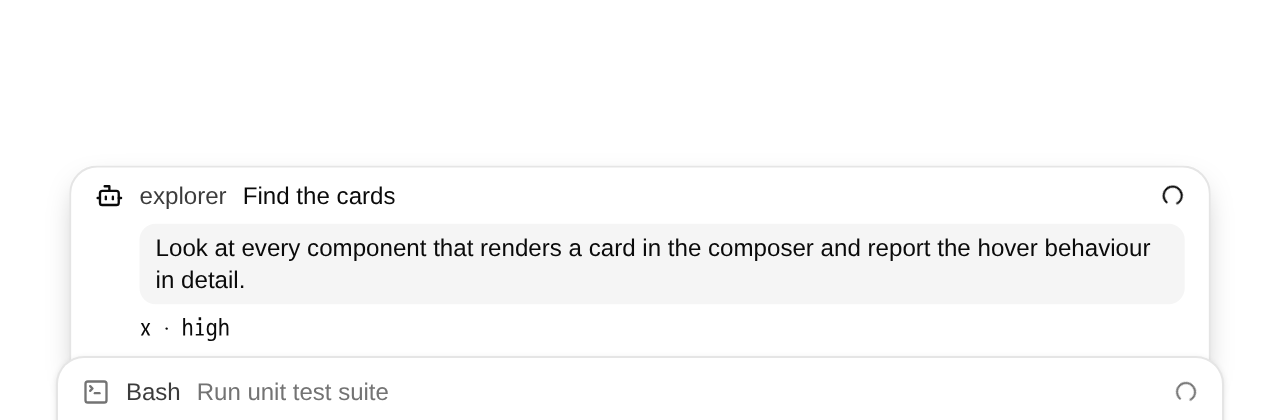 explorer Find the cards
Look at every component that renders a card in the composer and report the hover behaviour
in detail.
x · high
Bash Run unit test suite